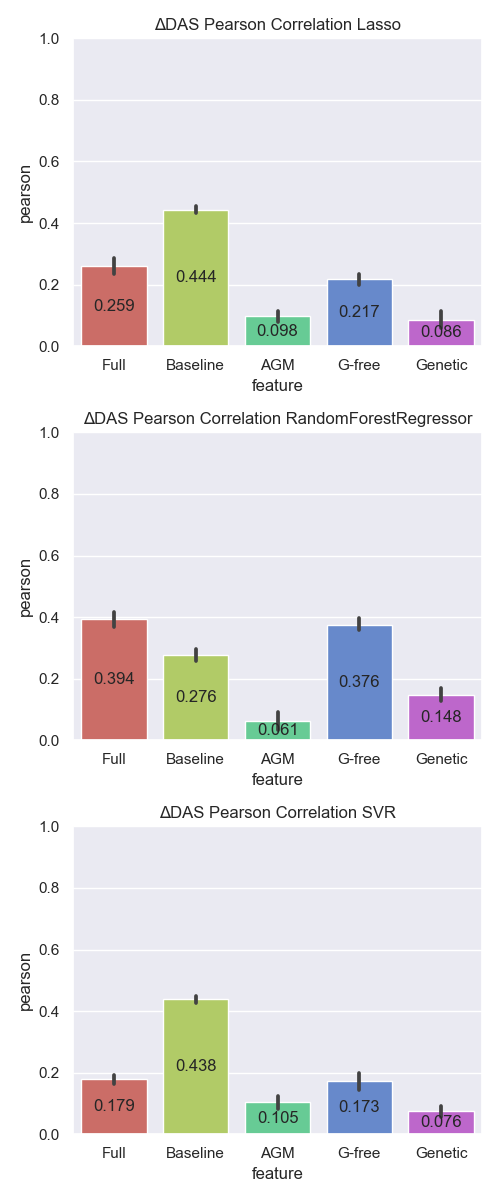 ΔDAS Pearson Correlation Lasso
1.0
0.8
0.6
0.4
0.2
0.0
pearson
0.259
0.444
0.098
0.217
0.086
Full Baseline AGM G-free Genetic
feature
ΔDAS Pearson Correlation RandomForestRegressor
1.0
0.8
0.6
0.4
0.2
0.0
pearson
0.394
0.276
0.061
0.376
0.148
Full Baseline AGM G-free Genetic
feature
ΔDAS Pearson Correlation SVR
1.0
0.8
0.6
0.4
0.2
0.0
pearson
0.179
0.438
0.105
0.173
0.076
Full Baseline AGM G-free Genetic
feature